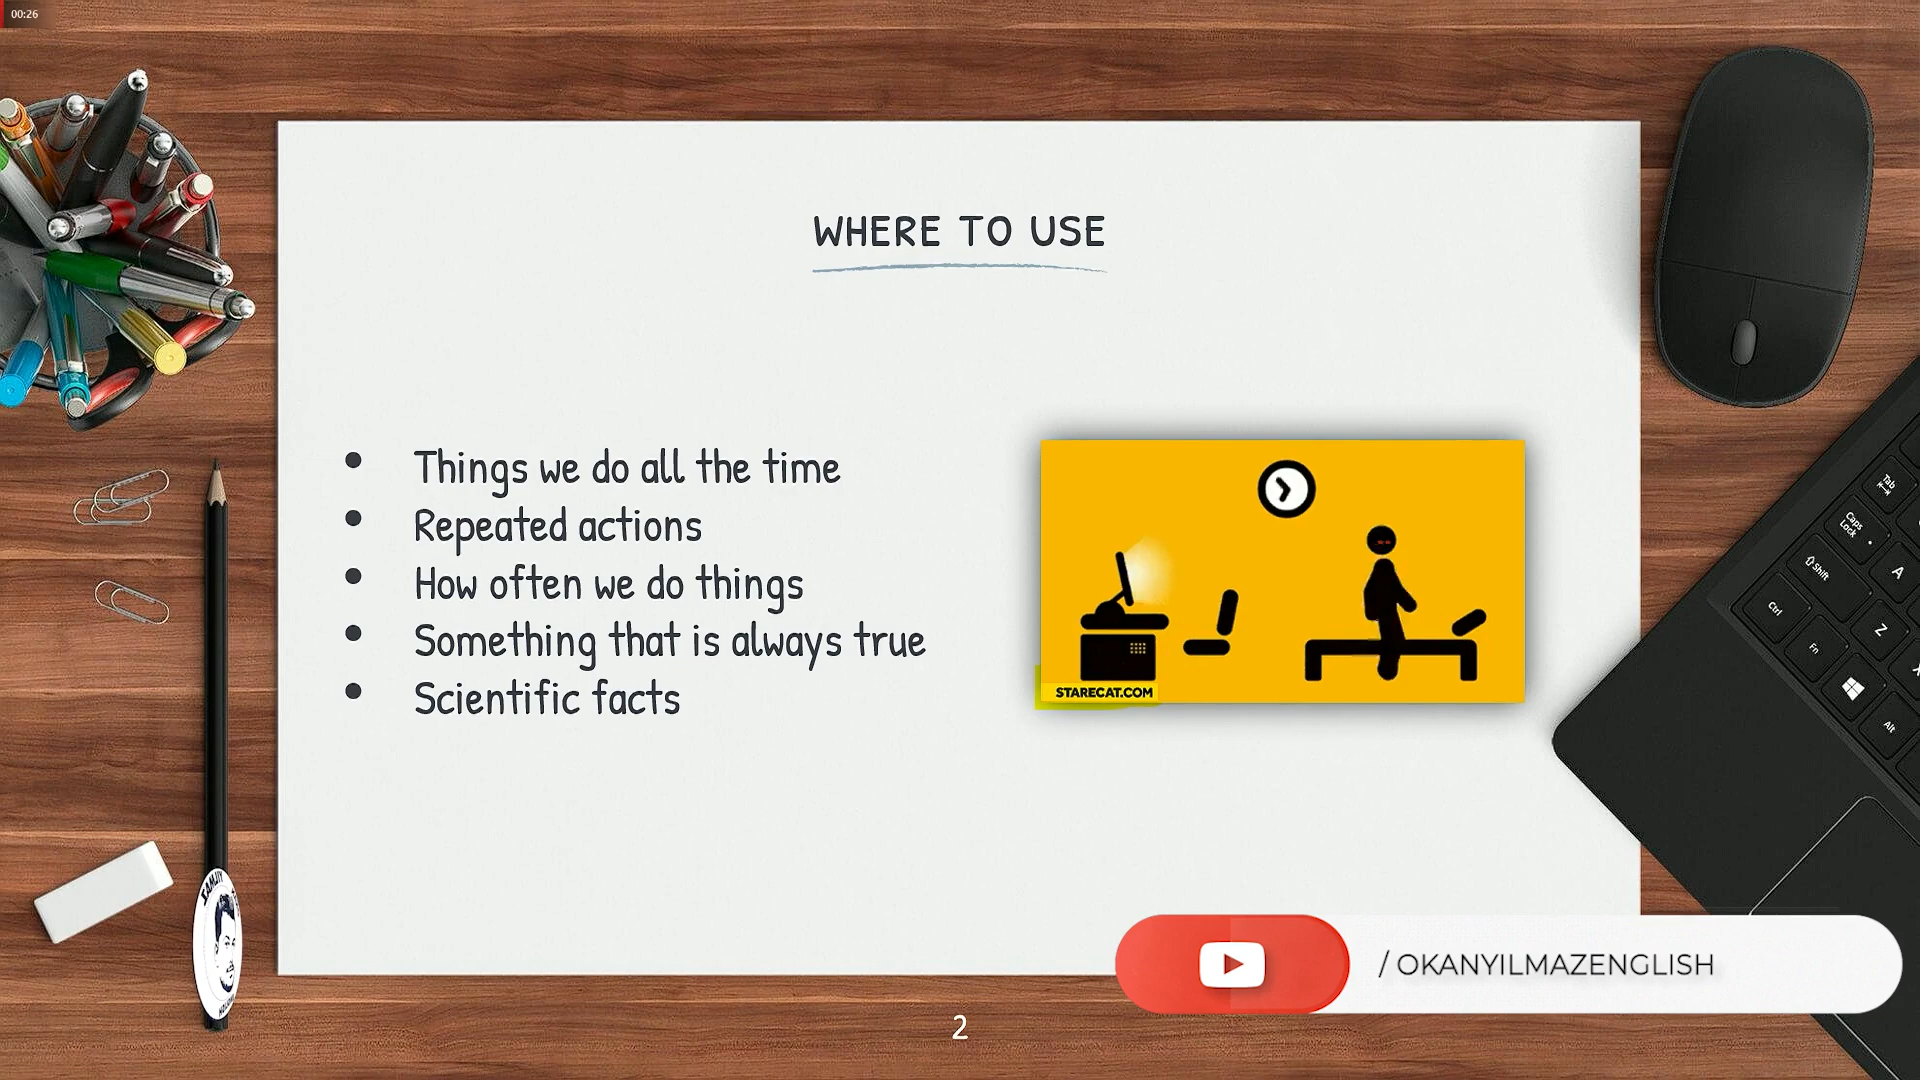 00:26
WHERE TO USE
Things we do all the time
Repeated actions
How often we do things
Something that is always true
Scientific facts
STARECAT.COM
Tab
Caps
Lock
Shift
A
Ctrl
Z
Fn
Alt
/ OKANYILMAZENGLISH
2